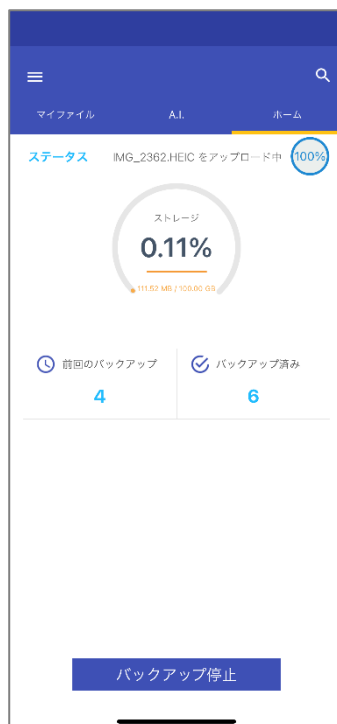 マイファイル A.I. ホーム
ステータス IMG_2362.HEIC をアップロード中 100%
ストレージ
0.11%
111.52 MB / 100.00 GB
前回のバックアップ バックアップ済み
4 6
バックアップ停止